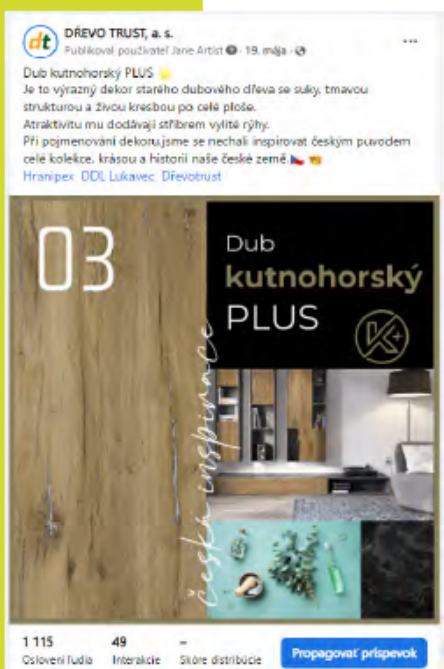 dt
DŘEVO TRUST, a. s.
Publikoval používateľ Jane Artist · 19. mája ·
Dub kutnohorský PLUS
Je to výrazný dekor starého dubového dřeva se suky, tmavou
strukturou a živou kresbou po celé ploše.
Atraktivitu mu dodávají stříbrem vylité rýhy.
Při pojmenování dekoru,jsme se nechali inspirovat českým puvodem
celé kolekce, krásou a historií naše české země.
Hranipex DDL Lukavec Dřevotrust
03
Dub
kutnohorský
PLUS
K+
česká inspirace
1 115
49
–
Oslovení ľudia
Interakcie
Skóre distribúcie
Propagovať príspevok